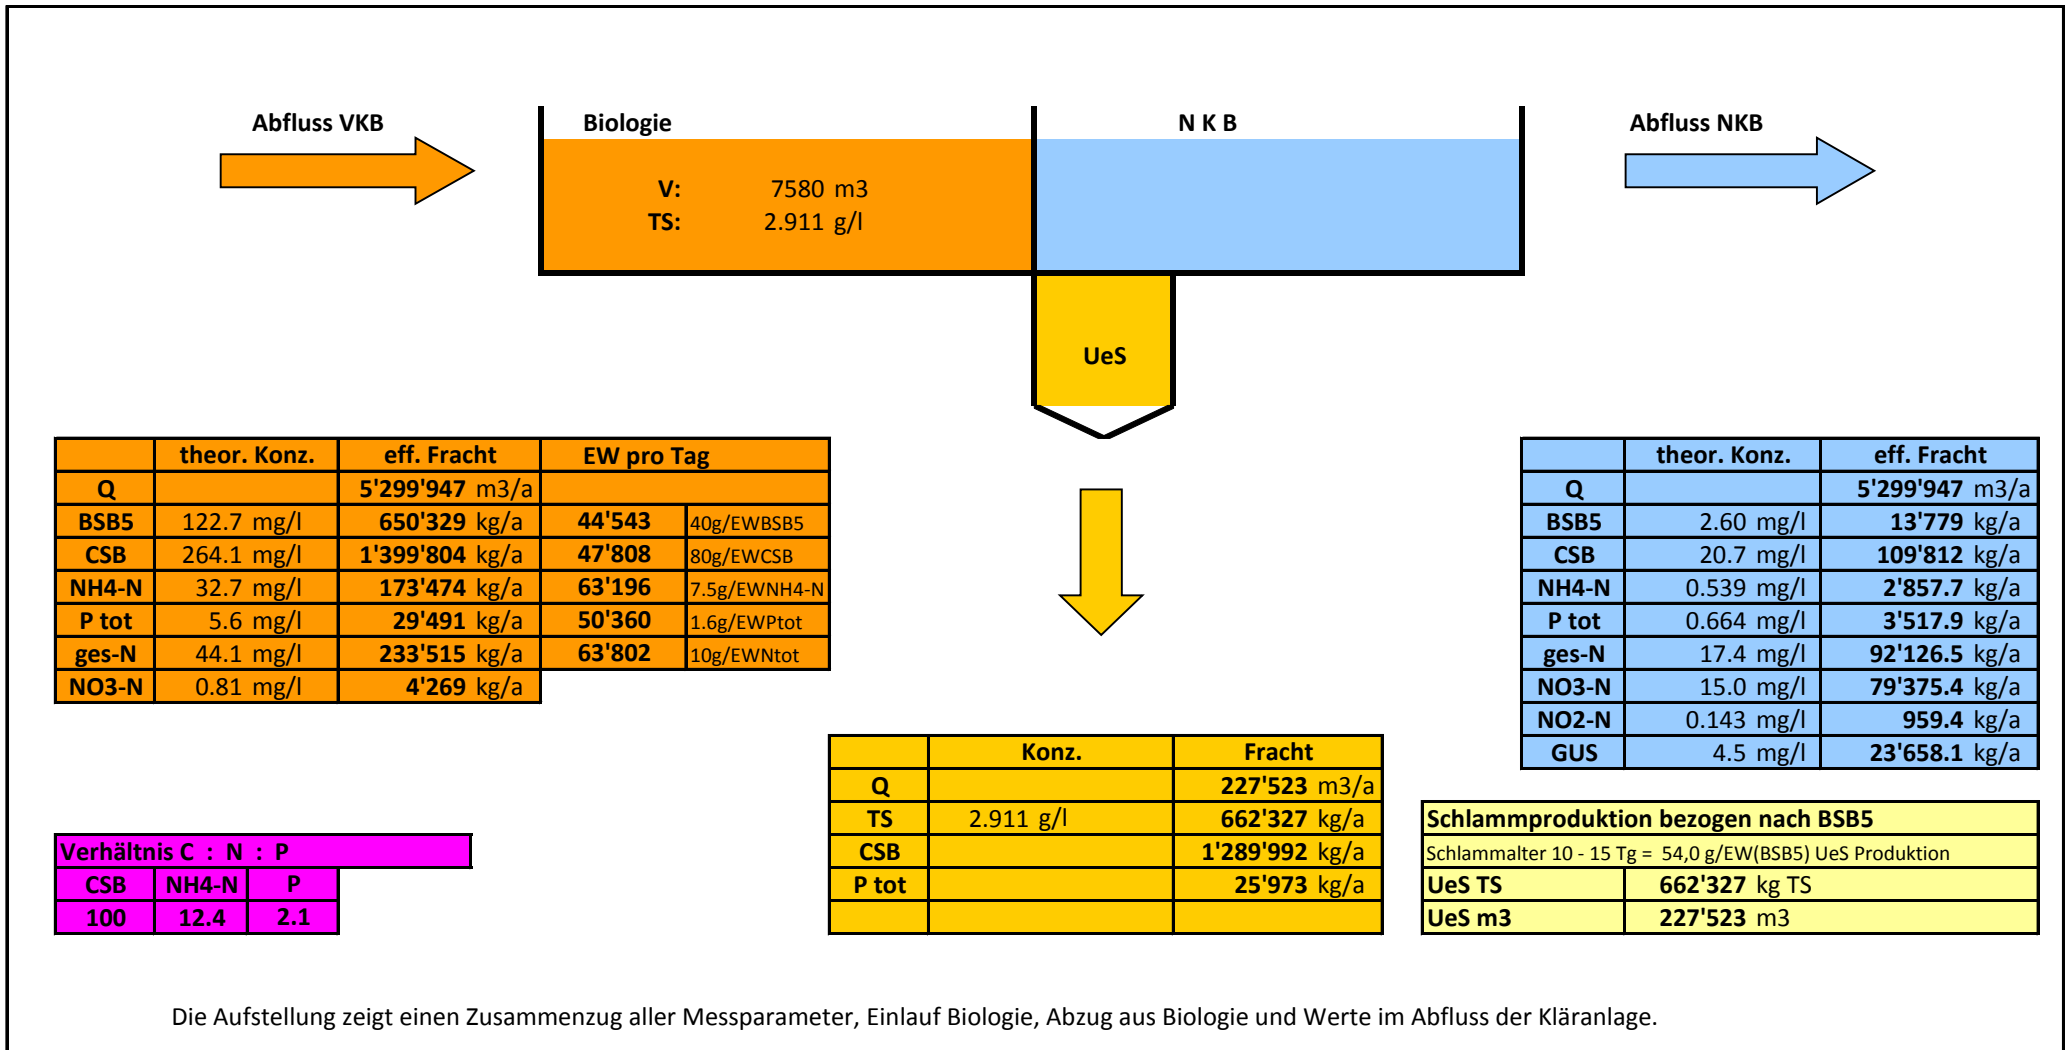 Abfluss VKB
Biologie
N K B
Abfluss NKB
V: 7580 m3
TS: 2.911 g/l
UeS
theor. Konz. eff. Fracht EW pro Tag
Q 5'299'947 m3/a
BSB5 122.7 mg/l 650'329 kg/a 44'543 40g/EWBSB5
CSB 264.1 mg/l 1'399'804 kg/a 47'808 80g/EWCSB
NH4-N 32.7 mg/l 173'474 kg/a 63'196 7.5g/EWNH4-N
P tot 5.6 mg/l 29'491 kg/a 50'360 1.6g/EWPtot
ges-N 44.1 mg/l 233'515 kg/a 63'802 10g/EWNtot
NO3-N 0.81 mg/l 4'269 kg/a
theor. Konz. eff. Fracht
Q 5'299'947 m3/a
BSB5 2.60 mg/l 13'779 kg/a
CSB 20.7 mg/l 109'812 kg/a
NH4-N 0.539 mg/l 2'857.7 kg/a
P tot 0.664 mg/l 3'517.9 kg/a
ges-N 17.4 mg/l 92'126.5 kg/a
NO3-N 15.0 mg/l 79'375.4 kg/a
NO2-N 0.143 mg/l 959.4 kg/a
GUS 4.5 mg/l 23'658.1 kg/a
Konz. Fracht
Q 227'523 m3/a
TS 2.911 g/l 662'327 kg/a
CSB 1'289'992 kg/a
P tot 25'973 kg/a
Schlammproduktion bezogen nach BSB5
Schlammalter 10 - 15 Tg = 54,0 g/EW(BSB5) UeS Produktion
UeS TS 662'327 kg TS
UeS m3 227'523 m3
Verhältnis C : N : P
CSB NH4-N P
100 12.4 2.1
Die Aufstellung zeigt einen Zusammenzug aller Messparameter, Einlauf Biologie, Abzug aus Biologie und Werte im Abfluss der Kläranlage.